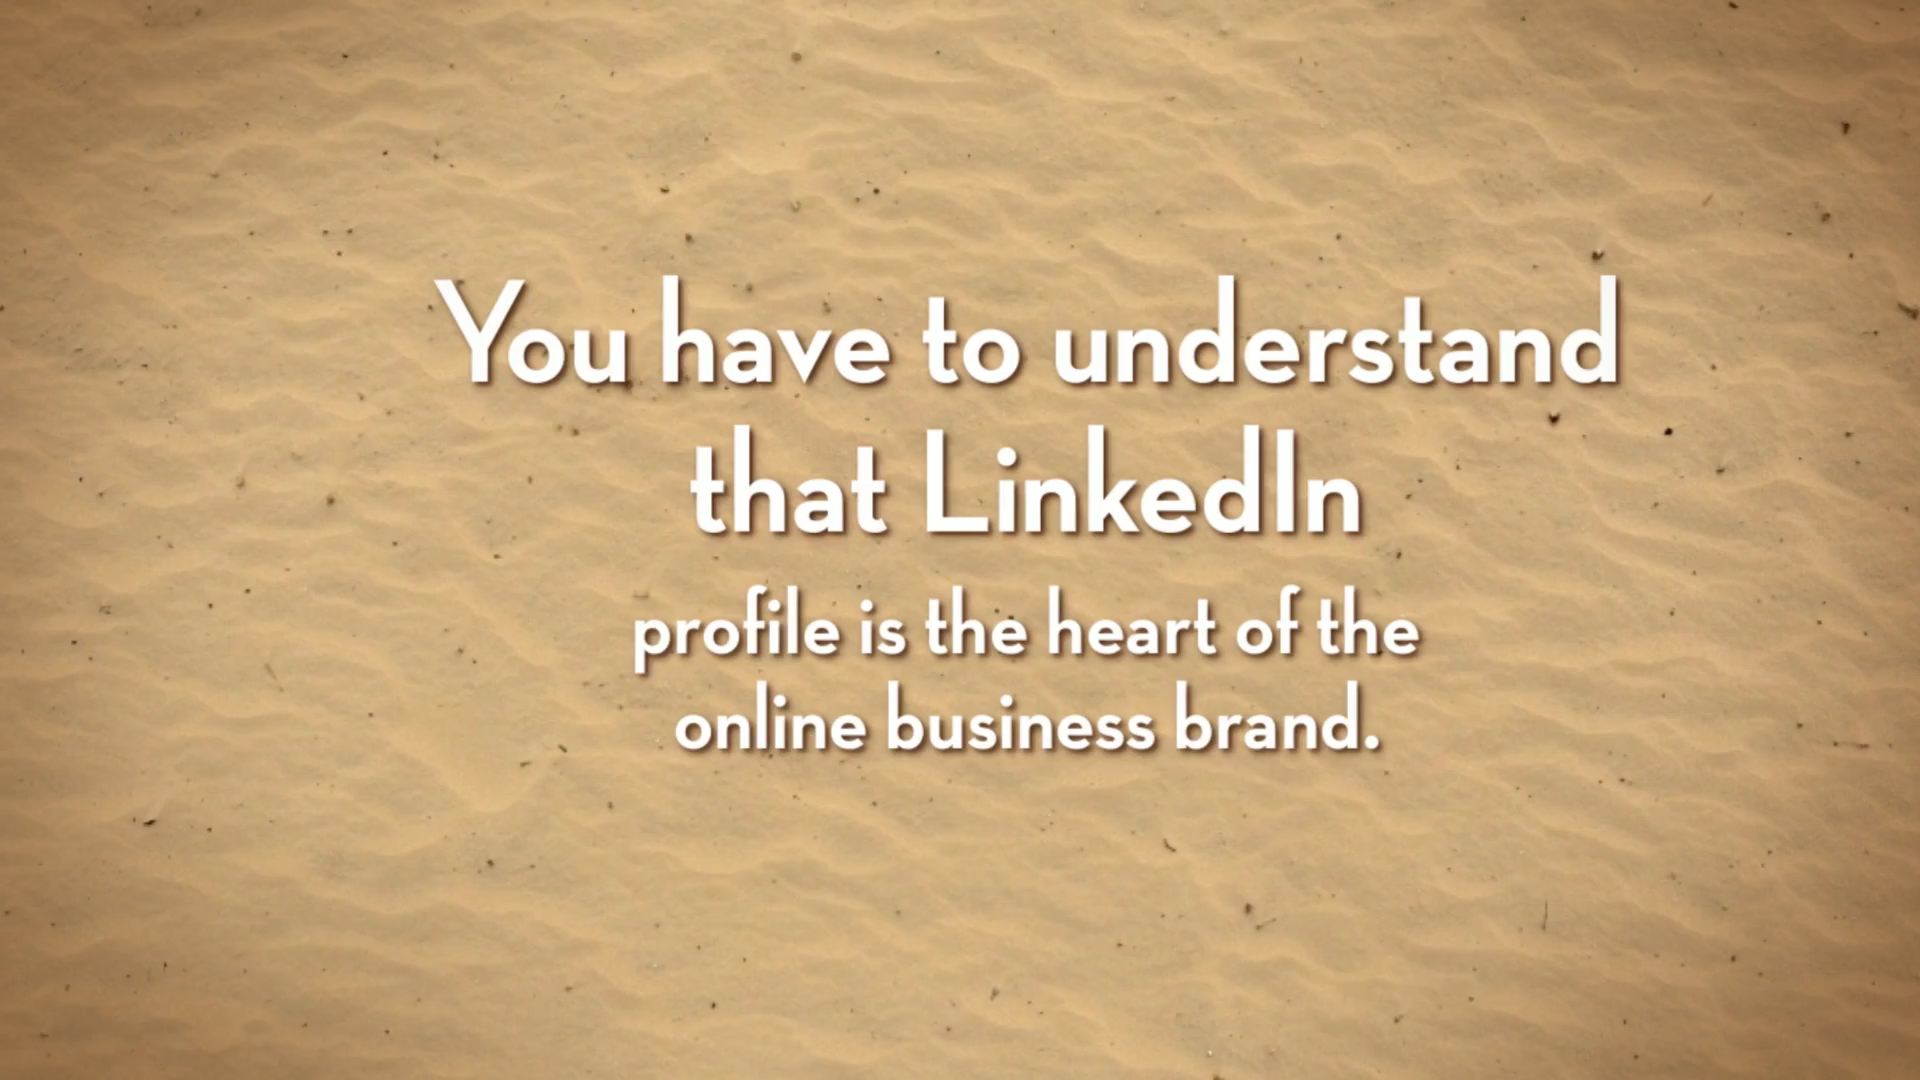 You have to understand
that LinkedIn
profile is the heart of the
online business brand.